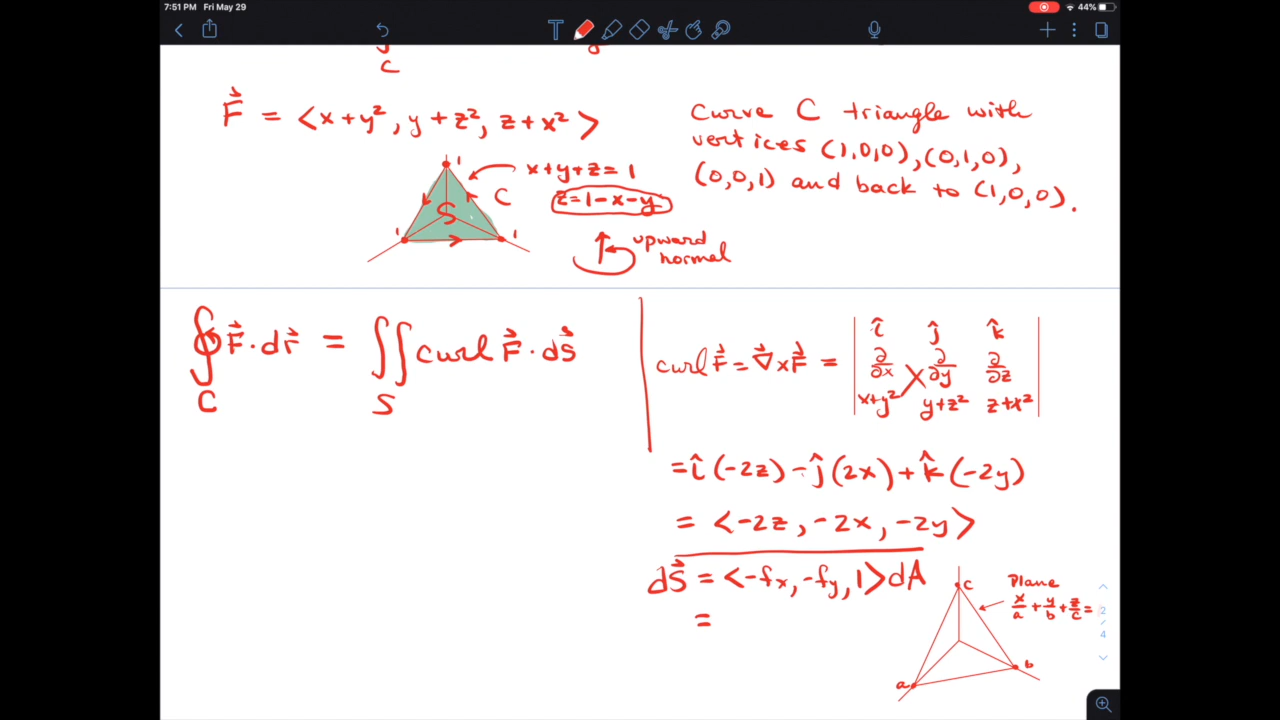 7:51 PM Fri May 29
44%
T
C
F⃗ = <x+y², y+z², z+x²>
Curve C triangle with
vertices (1,0,0), (0,1,0),
(0,0,1) and back to (1,0,0).
1
x+y+z=1
C
z=1-x-y
S
1
1
upward
normal
∮ F⃗·dr⃗ = ∬ curl F⃗·dS⃗
C
S
curl F⃗ = ∇⃗×F⃗ =
î ĵ k̂
∂/∂x ∂/∂y ∂/∂z
x+y² y+z² z+x²
= î(-2z) - ĵ(2x) + k̂(-2y)
= <-2z, -2x, -2y>
dS⃗ = <-fx, -fy, 1> dA
=
Plane
x/a + y/b + z/c =
c
b
a
2
/
4